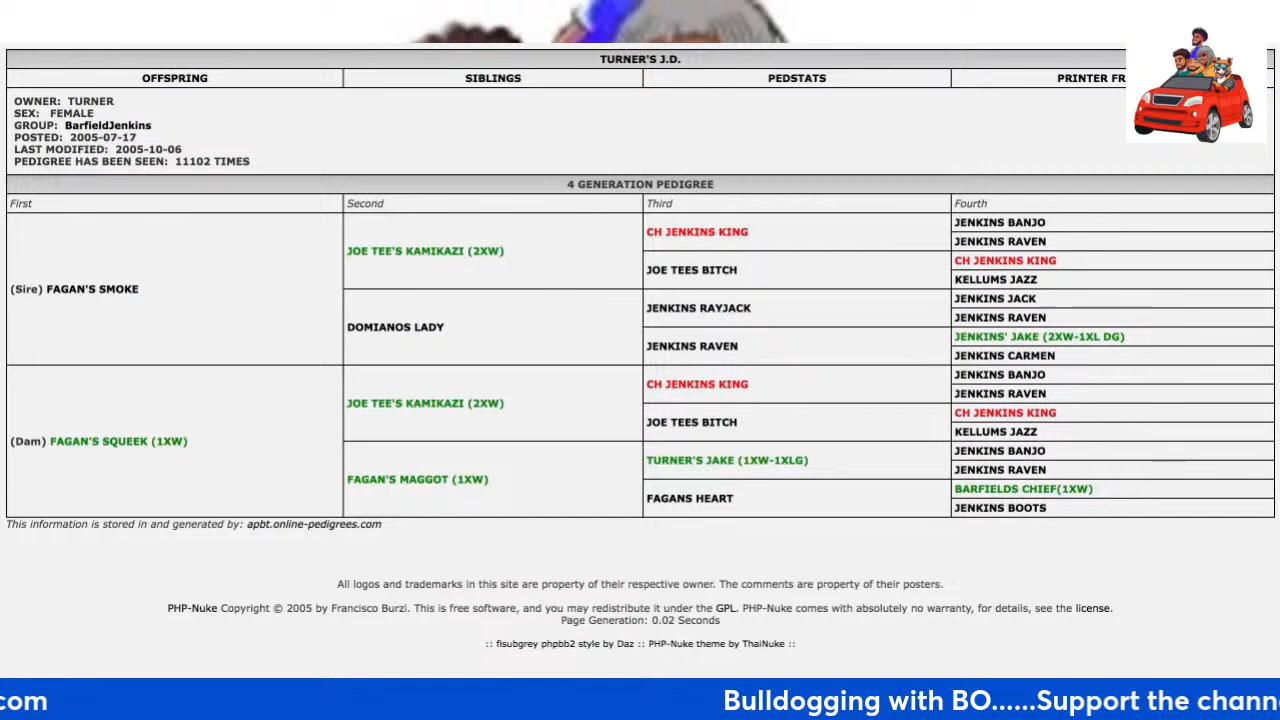 TURNER'S J.D.
OFFSPRING SIBLINGS PEDSTATS PRINTER FR
OWNER: TURNER
SEX: FEMALE
GROUP: BarfieldJenkins
POSTED: 2005-07-17
LAST MODIFIED: 2005-10-06
PEDIGREE HAS BEEN SEEN: 11102 TIMES
4 GENERATION PEDIGREE
First Second Third Fourth
(Sire) FAGAN'S SMOKE
JOE TEE'S KAMIKAZI (2XW)
CH JENKINS KING
JENKINS BANJO
JENKINS RAVEN
JOE TEES BITCH
CH JENKINS KING
KELLUMS JAZZ
DOMIANOS LADY
JENKINS RAYJACK
JENKINS JACK
JENKINS RAVEN
JENKINS RAVEN
JENKINS' JAKE (2XW-1XL DG)
JENKINS CARMEN
(Dam) FAGAN'S SQUEEK (1XW)
JOE TEE'S KAMIKAZI (2XW)
CH JENKINS KING
JENKINS BANJO
JENKINS RAVEN
JOE TEES BITCH
CH JENKINS KING
KELLUMS JAZZ
FAGAN'S MAGGOT (1XW)
TURNER'S JAKE (1XW-1XLG)
JENKINS BANJO
JENKINS RAVEN
FAGANS HEART
BARFIELDS CHIEF(1XW)
JENKINS BOOTS
This information is stored in and generated by: apbt.online-pedigrees.com
All logos and trademarks in this site are property of their respective owner. The comments are property of their posters.
PHP-Nuke Copyright © 2005 by Francisco Burzi. This is free software, and you may redistribute it under the GPL. PHP-Nuke comes with absolutely no warranty, for details, see the license.
Page Generation: 0.02 Seconds
:: fisubgrey phpbb2 style by Daz :: PHP-Nuke theme by ThaiNuke ::
com Bulldogging with BO......Support the chann